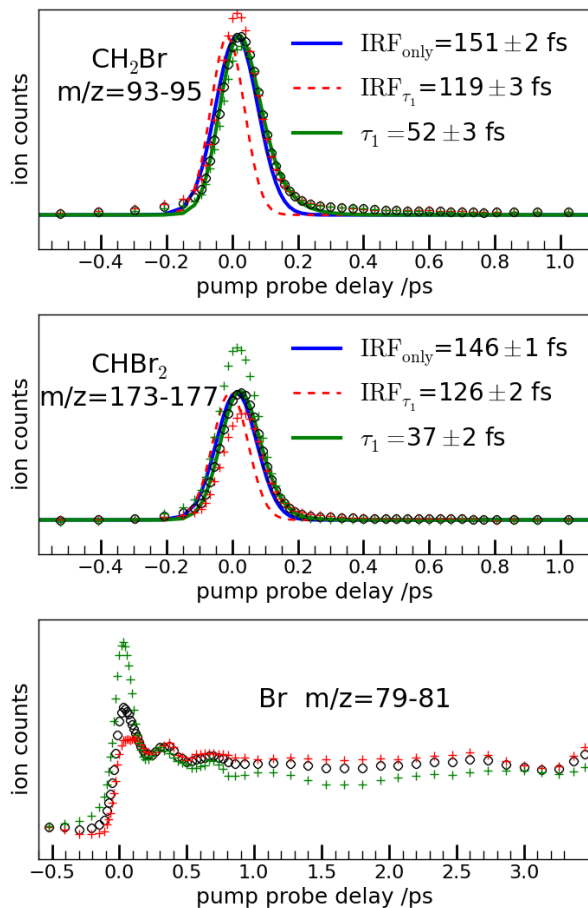 CH₂Br
m/z=93-95
IRF_only=151 ± 2 fs
IRF_τ₁=119 ± 3 fs
τ₁ =52 ± 3 fs
ion counts
−0.4 −0.2 0.0 0.2 0.4 0.6 0.8 1.0
pump probe delay /ps
CHBr₂
m/z=173-177
IRF_only=146 ± 1 fs
IRF_τ₁=126 ± 2 fs
τ₁ =37 ± 2 fs
ion counts
−0.4 −0.2 0.0 0.2 0.4 0.6 0.8 1.0
pump probe delay /ps
Br m/z=79-81
ion counts
−0.5 0.0 0.5 1.0 1.5 2.0 2.5 3.0
pump probe delay /ps